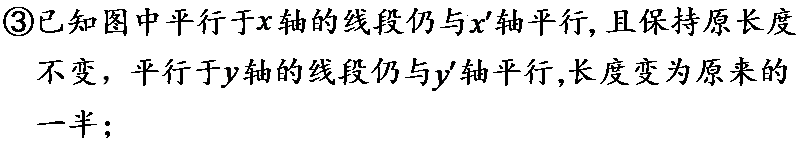 ③已知图中平行于x轴的线段仍与x′轴平行,且保持原长度
不变，平行于y轴的线段仍与y′轴平行,长度变为原来的
一半；